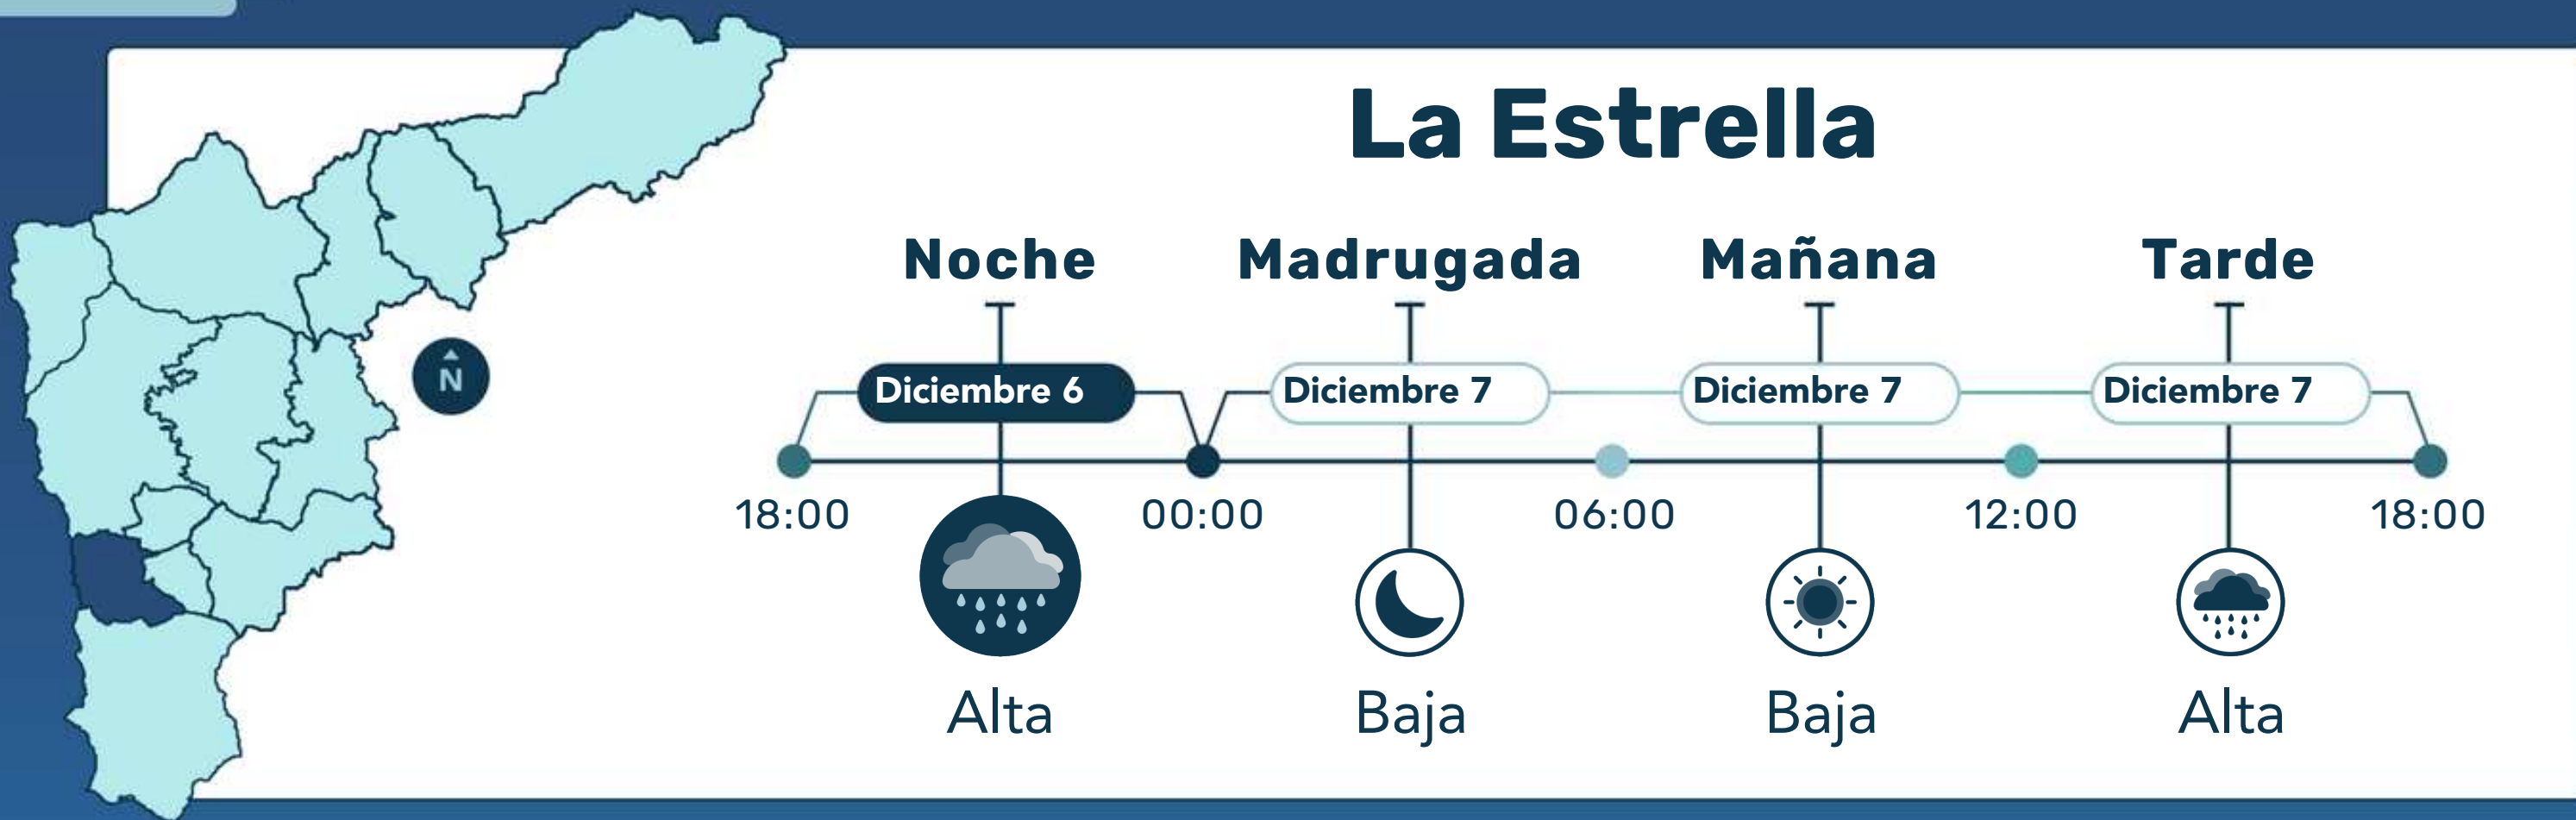 La Estrella
Noche Madrugada Mañana Tarde
N
Diciembre 6 Diciembre 7 Diciembre 7 Diciembre 7
18:00 00:00 06:00 12:00 18:00
Alta Baja Baja Alta